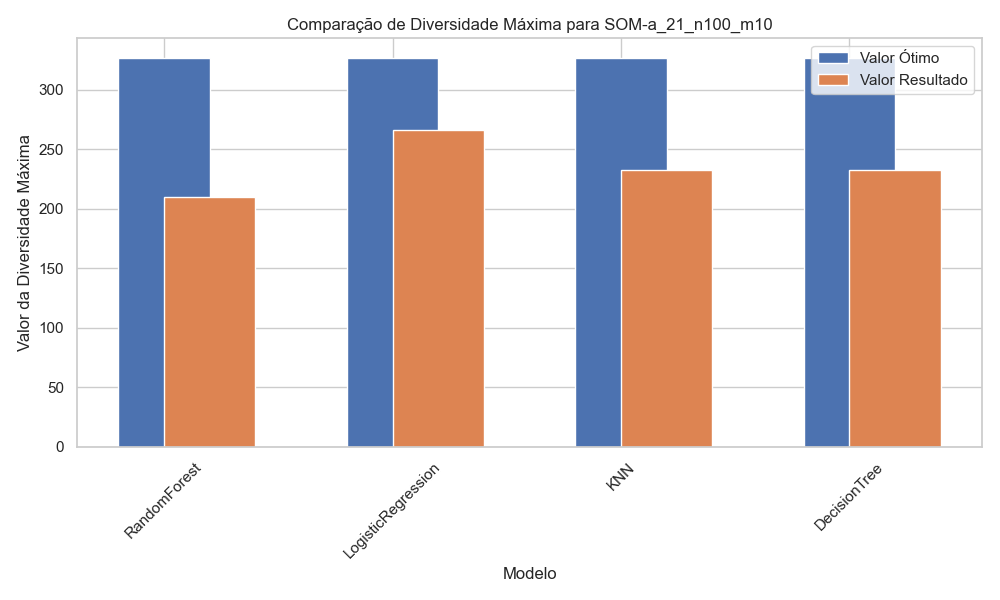 Comparação de Diversidade Máxima para SOM-a_21_n100_m10
Valor Ótimo
Valor Resultado
Valor da Diversidade Máxima
300
250
200
150
100
50
0
RandomForest
LogisticRegression
KNN
DecisionTree
Modelo